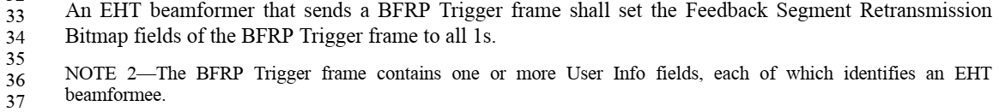 33 An EHT beamformer that sends a BFRP Trigger frame shall set the Feedback Segment Retransmission
34 Bitmap fields of the BFRP Trigger frame to all 1s.
35
36 NOTE 2—The BFRP Trigger frame contains one or more User Info fields, each of which identifies an EHT
37 beamformee.